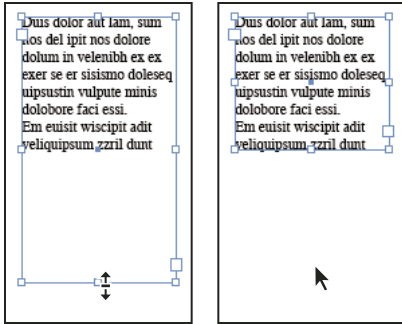 Duis dolor aut lam, sum
nos del ipit nos dolore
dolum in velenibh ex ex
exer se er sisismo doleseq
uipsustin vulpute minis
dolobore faci essi.
Em euisit wiscipit adit
veliquipsum zzril dunt
Duis dolor aut lam, sum
nos del ipit nos dolore
dolum in velenibh ex ex
exer se er sisismo doleseq
uipsustin vulpute minis
dolobore faci essi.
Em euisit wiscipit adit
veliquipsum zzril dunt